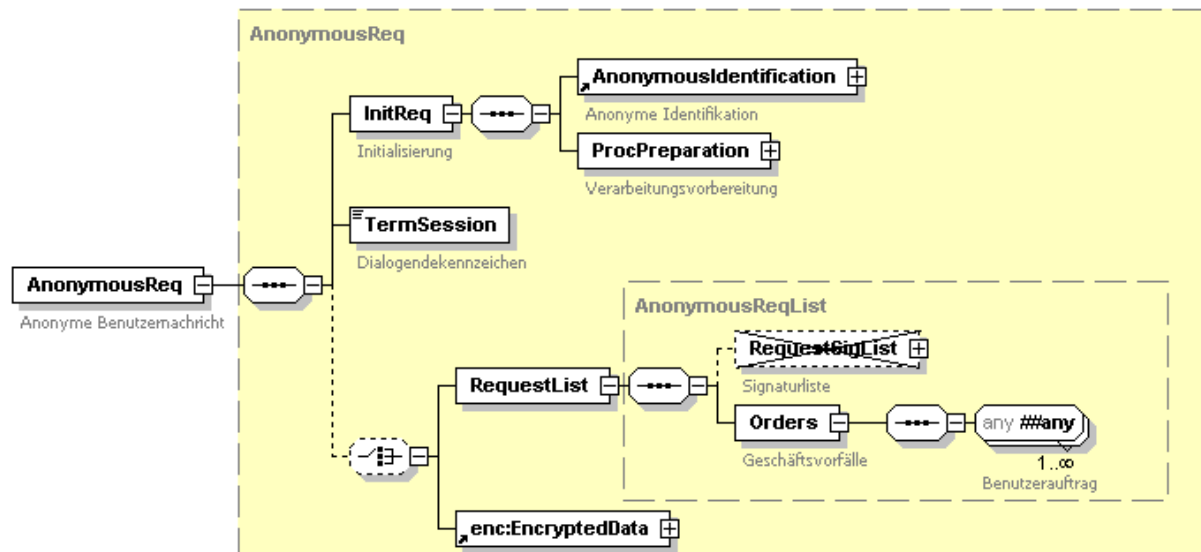 AnonymousReq
AnonymousIdentification
Anonyme Identifikation
InitReq
Initialisierung
ProcPreparation
Verarbeitungsvorbereitung
TermSession
Dialogendekennzeichen
AnonymousReq
Anonyme Benutzernachricht
AnonymousReqList
RequestSigList
Signaturliste
RequestList
Orders
any ##any
Geschäftsvorfälle
1..∞
Benutzerauftrag
enc:EncryptedData